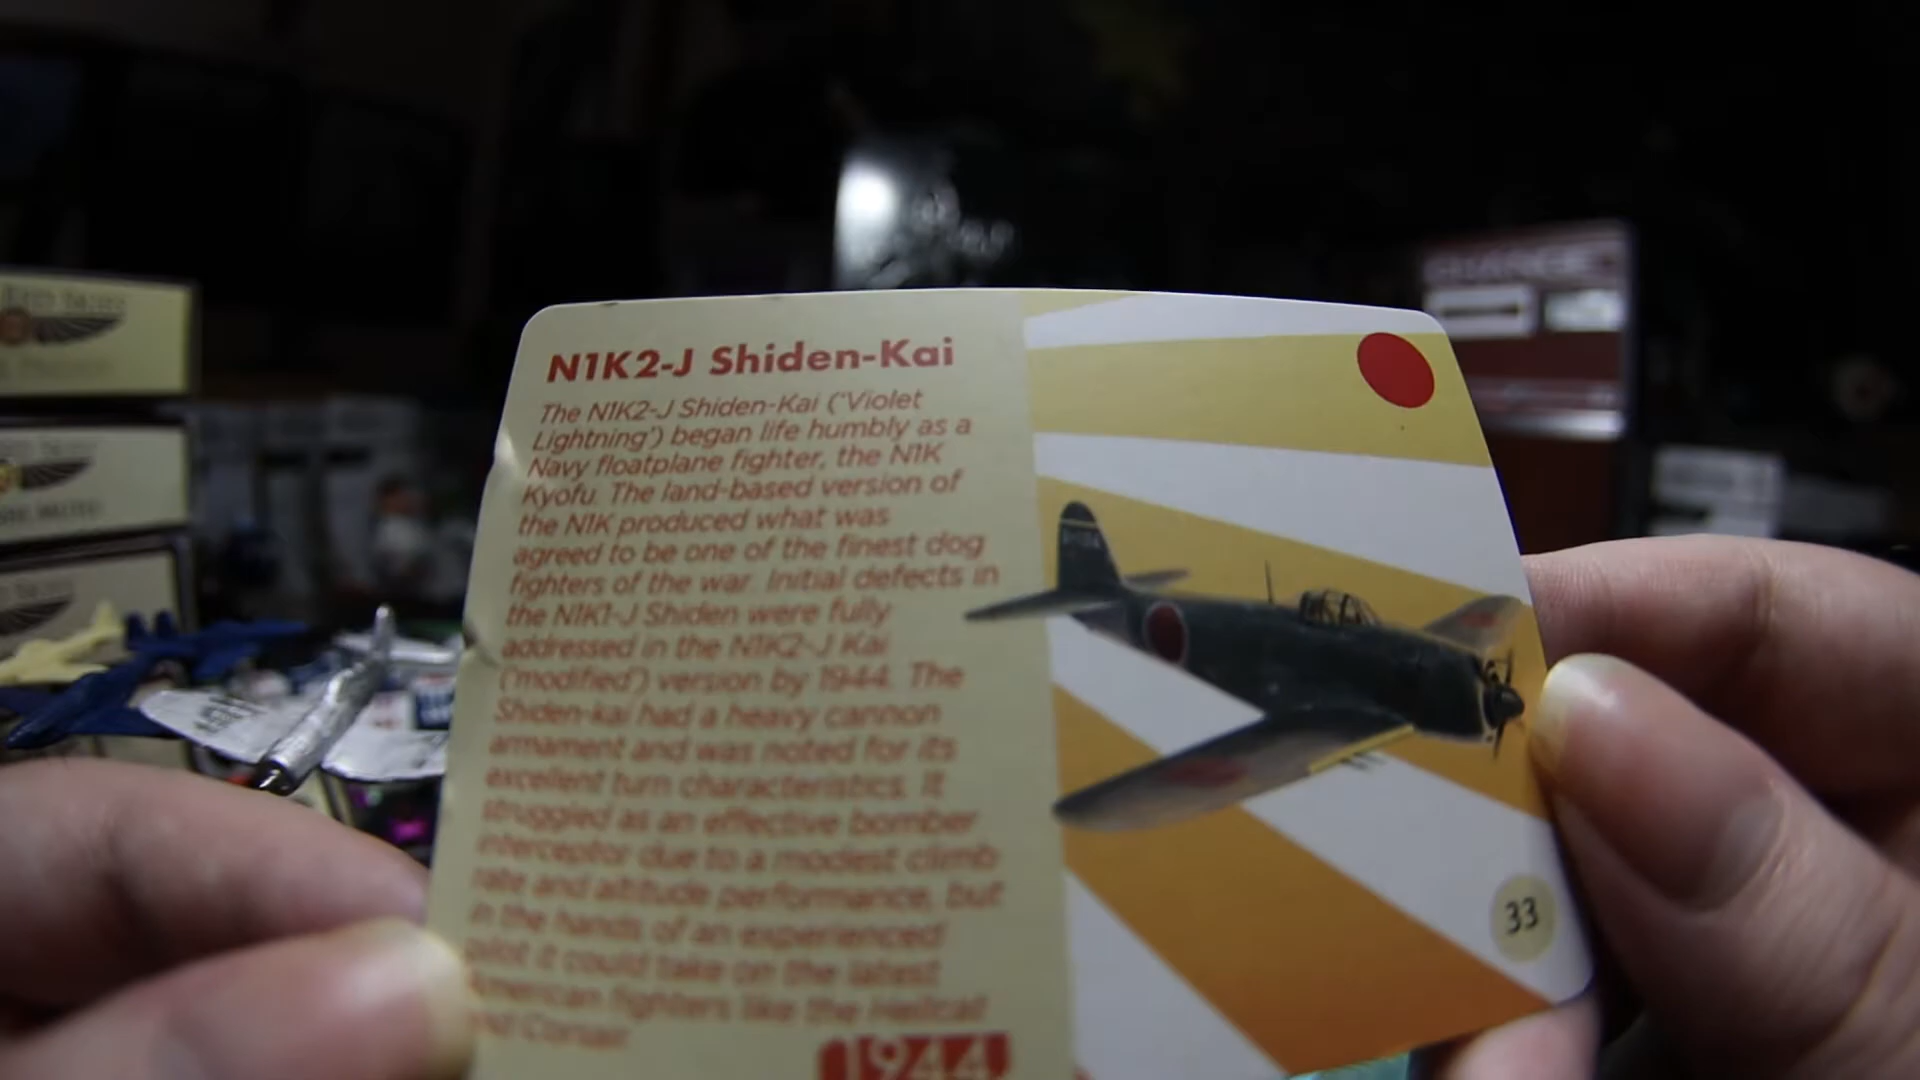 N1K2-J Shiden-Kai
The N1K2-J Shiden-Kai ('Violet
Lightning') began life humbly as a
Navy floatplane fighter, the N1K
Kyofu. The land-based version of
the N1K produced what was
agreed to be one of the finest dog
fighters of the war. Initial defects in
the N1K1-J Shiden were fully
addressed in the N1K2-J Kai
('modified') version by 1944. The
Shiden-kai had a heavy cannon
armament and was noted for its
excellent turn characteristics. It
struggled as an effective bomber
interceptor due to a modest climb
rate and altitude performance, but
in the hands of an experienced
pilot it could take on the latest
American fighters like the Hellcat
and Corsair
1944
33